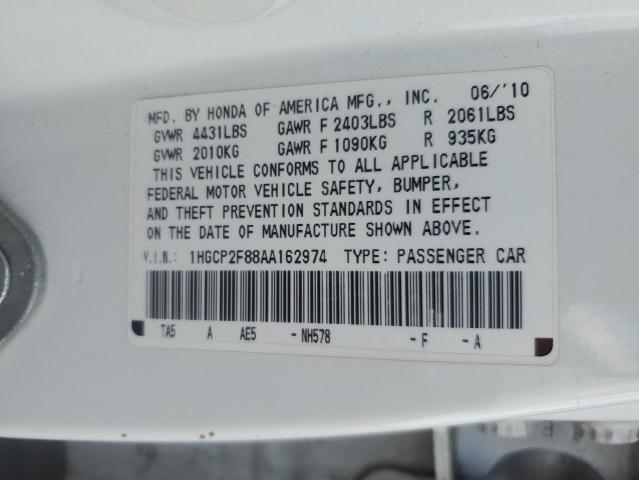 MFD. BY HONDA OF AMERICA MFG., INC. 06/'10
GVWR 4431LBS GAWR F 2403LBS R 2061LBS
GVWR 2010KG GAWR F 1090KG R 935KG
THIS VEHICLE CONFORMS TO ALL APPLICABLE
FEDERAL MOTOR VEHICLE SAFETY, BUMPER,
AND THEFT PREVENTION STANDARDS IN EFFECT
ON THE DATE OF MANUFACTURE SHOWN ABOVE.
V.I.N.: 1HGCP2F88AA162974 TYPE: PASSENGER CAR
TA5 A AE5 -NH578 -F -A